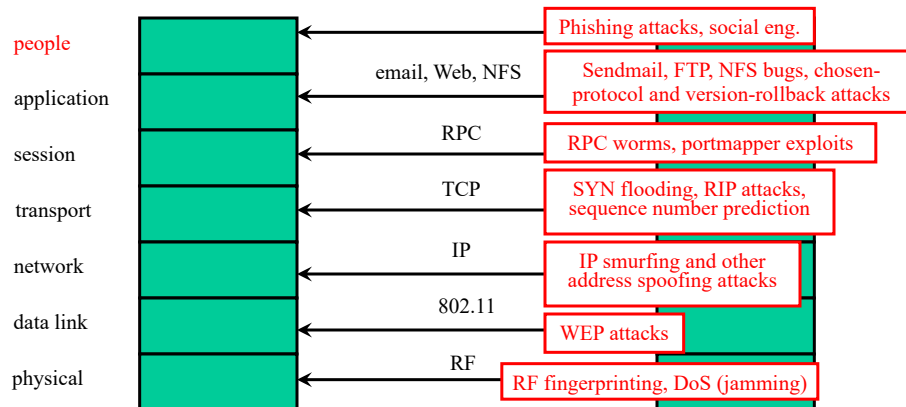 people
Phishing attacks, social eng.
application
email, Web, NFS
Sendmail, FTP, NFS bugs, chosen-
protocol and version-rollback attacks
session
RPC
RPC worms, portmapper exploits
transport
TCP
SYN flooding, RIP attacks,
sequence number prediction
network
IP
IP smurfing and other
address spoofing attacks
data link
802.11
WEP attacks
physical
RF
RF fingerprinting, DoS (jamming)